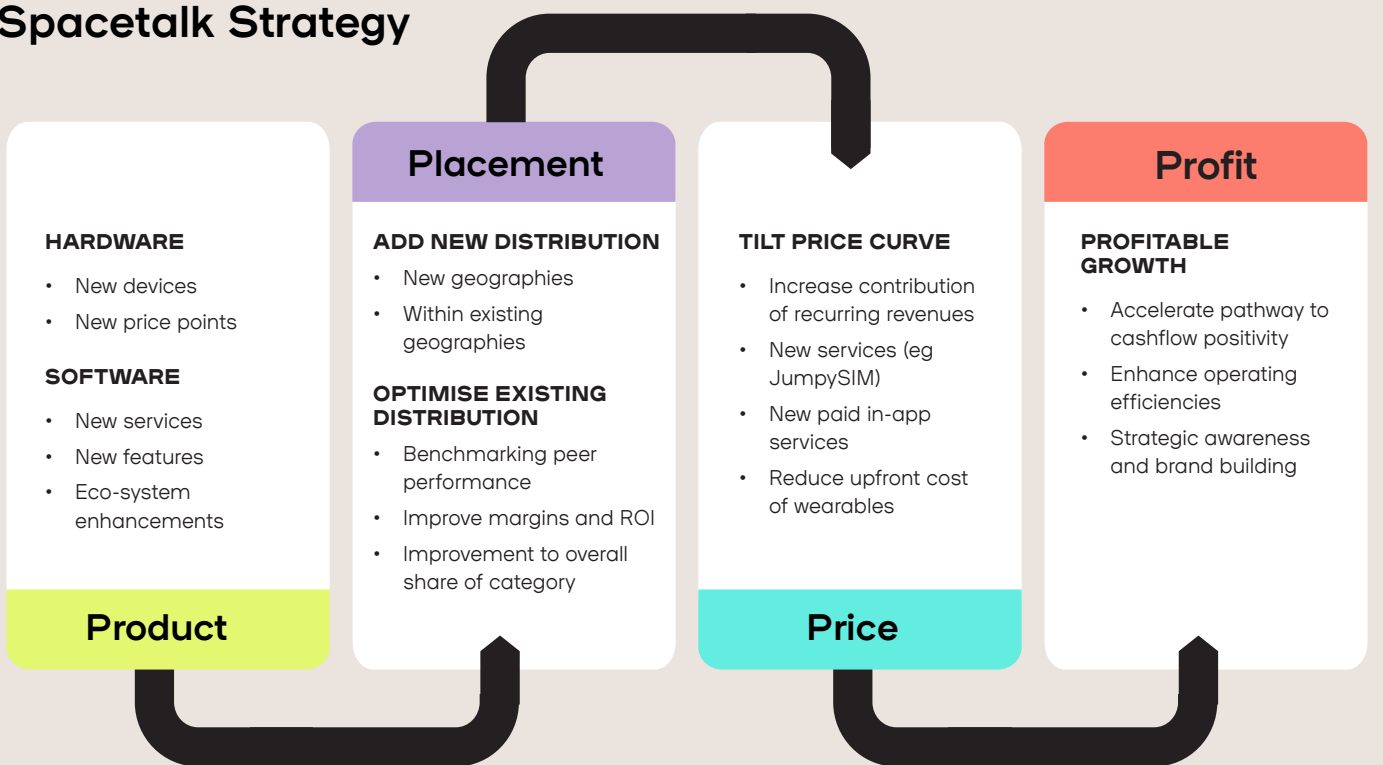 Spacetalk Strategy
HARDWARE
• New devices
• New price points
SOFTWARE
• New services
• New features
• Eco-system
enhancements
Product
Placement
ADD NEW DISTRIBUTION
• New geographies
• Within existing
geographies
OPTIMISE EXISTING
DISTRIBUTION
• Benchmarking peer
performance
• Improve margins and ROI
• Improvement to overall
share of category
TILT PRICE CURVE
• Increase contribution
of recurring revenues
• New services (eg
JumpySIM)
• New paid in-app
services
• Reduce upfront cost
of wearables
Price
Profit
PROFITABLE
GROWTH
• Accelerate pathway to
cashflow positivity
• Enhance operating
efficiencies
• Strategic awareness
and brand building